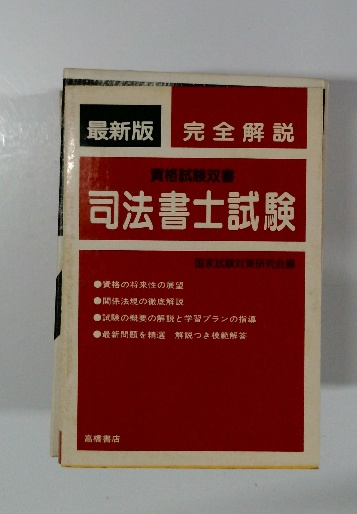 最新版 完全解説
資格試験双書
司法書士試験
国家試験対策研究会編
●資格の将来性の展望
●関係法規の徹底解説
●試験の概要の解説と学習プランの指導
●最新問題を精選 解説つき模範解答
高橋書店